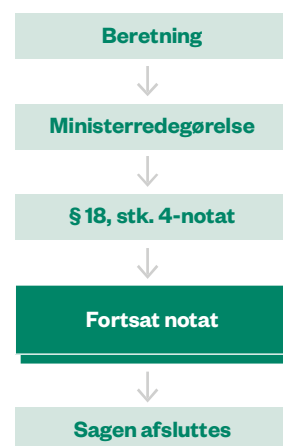 Beretning
Ministerredegørelse
§ 18, stk. 4-notat
Fortsat notat
Sagen afsluttes